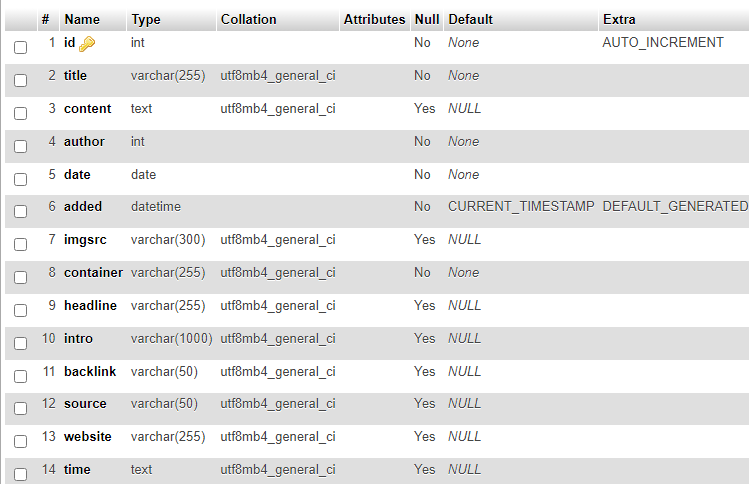 # Name Type Collation Attributes Null Default Extra
1 id int No None AUTO_INCREMENT
2 title varchar(255) utf8mb4_general_ci No None
3 content text utf8mb4_general_ci Yes NULL
4 author int No None
5 date date No None
6 added datetime No CURRENT_TIMESTAMP DEFAULT_GENERATED
7 imgsrc varchar(300) utf8mb4_general_ci Yes NULL
8 container varchar(255) utf8mb4_general_ci No None
9 headline varchar(255) utf8mb4_general_ci Yes NULL
10 intro varchar(1000) utf8mb4_general_ci Yes NULL
11 backlink varchar(50) utf8mb4_general_ci Yes NULL
12 source varchar(50) utf8mb4_general_ci Yes NULL
13 website varchar(255) utf8mb4_general_ci Yes NULL
14 time text utf8mb4_general_ci Yes NULL